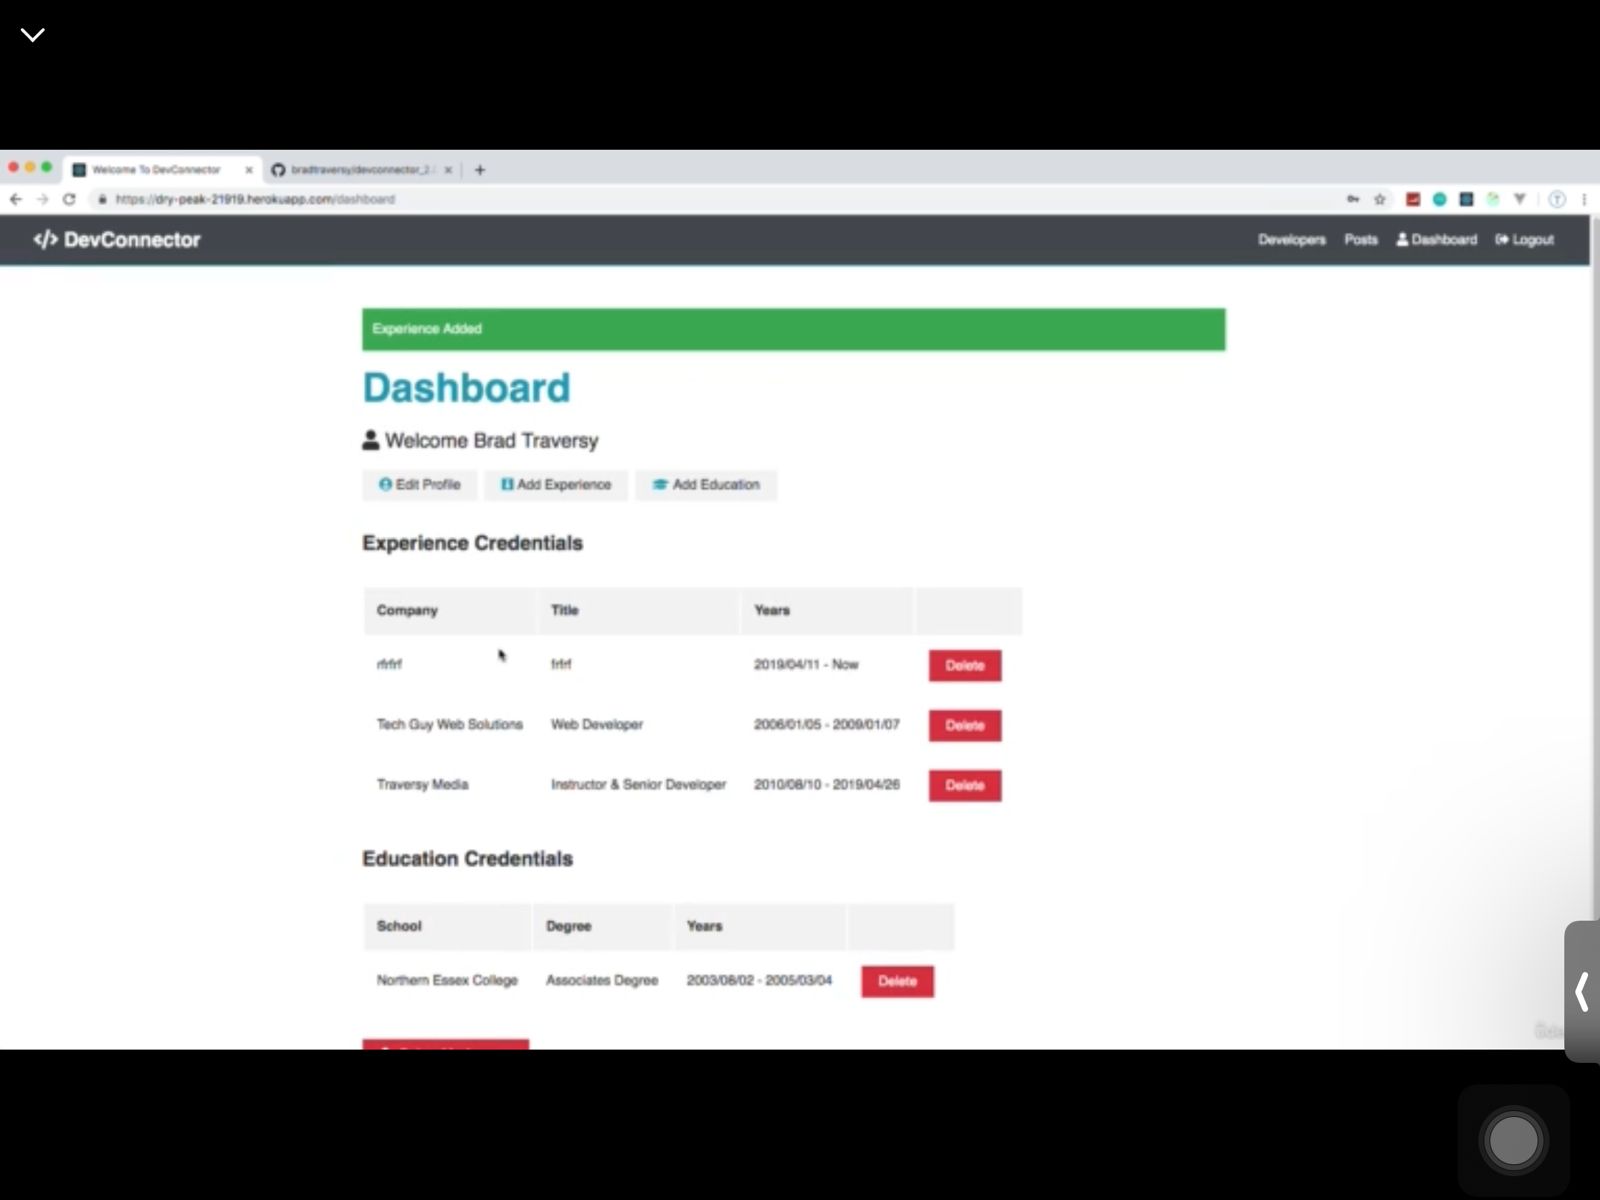 Welcome To DevConnector
bradtraversy/devconnector_2.
https://dry-peak-21919.herokuapp.com/dashboard
</> DevConnector
Developers Posts Dashboard Logout
Experience Added
Dashboard
Welcome Brad Traversy
Edit Profile Add Experience Add Education
Experience Credentials
Company Title Years
2019/04/11 - Now Delete
Tech Guy Web Solutions Web Developer 2006/01/05 - 2009/01/07 Delete
Traversy Media Instructor & Senior Developer 2010/08/10 - 2019/04/26 Delete
Education Credentials
School Degree Years
Northern Essex College Associates Degree 2003/08/02 - 2005/03/04 Delete